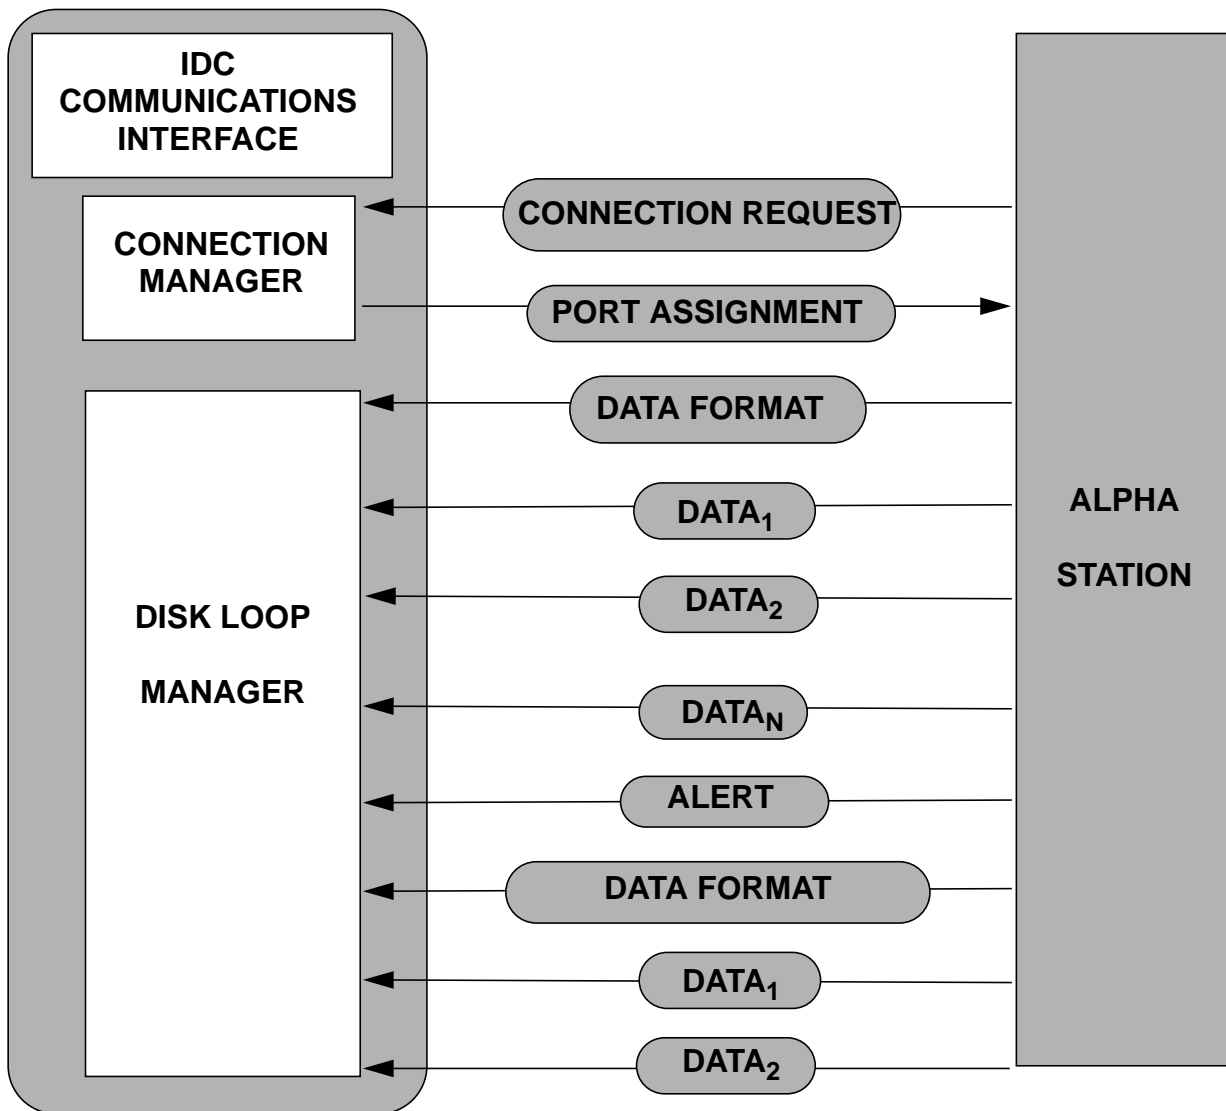 IDC
COMMUNICATIONS
INTERFACE
CONNECTION REQUEST
CONNECTION
MANAGER
PORT ASSIGNMENT
DATA FORMAT
DATA1
ALPHA
STATION
DATA2
DISK LOOP
MANAGER
DATAN
ALERT
DATA FORMAT
DATA1
DATA2